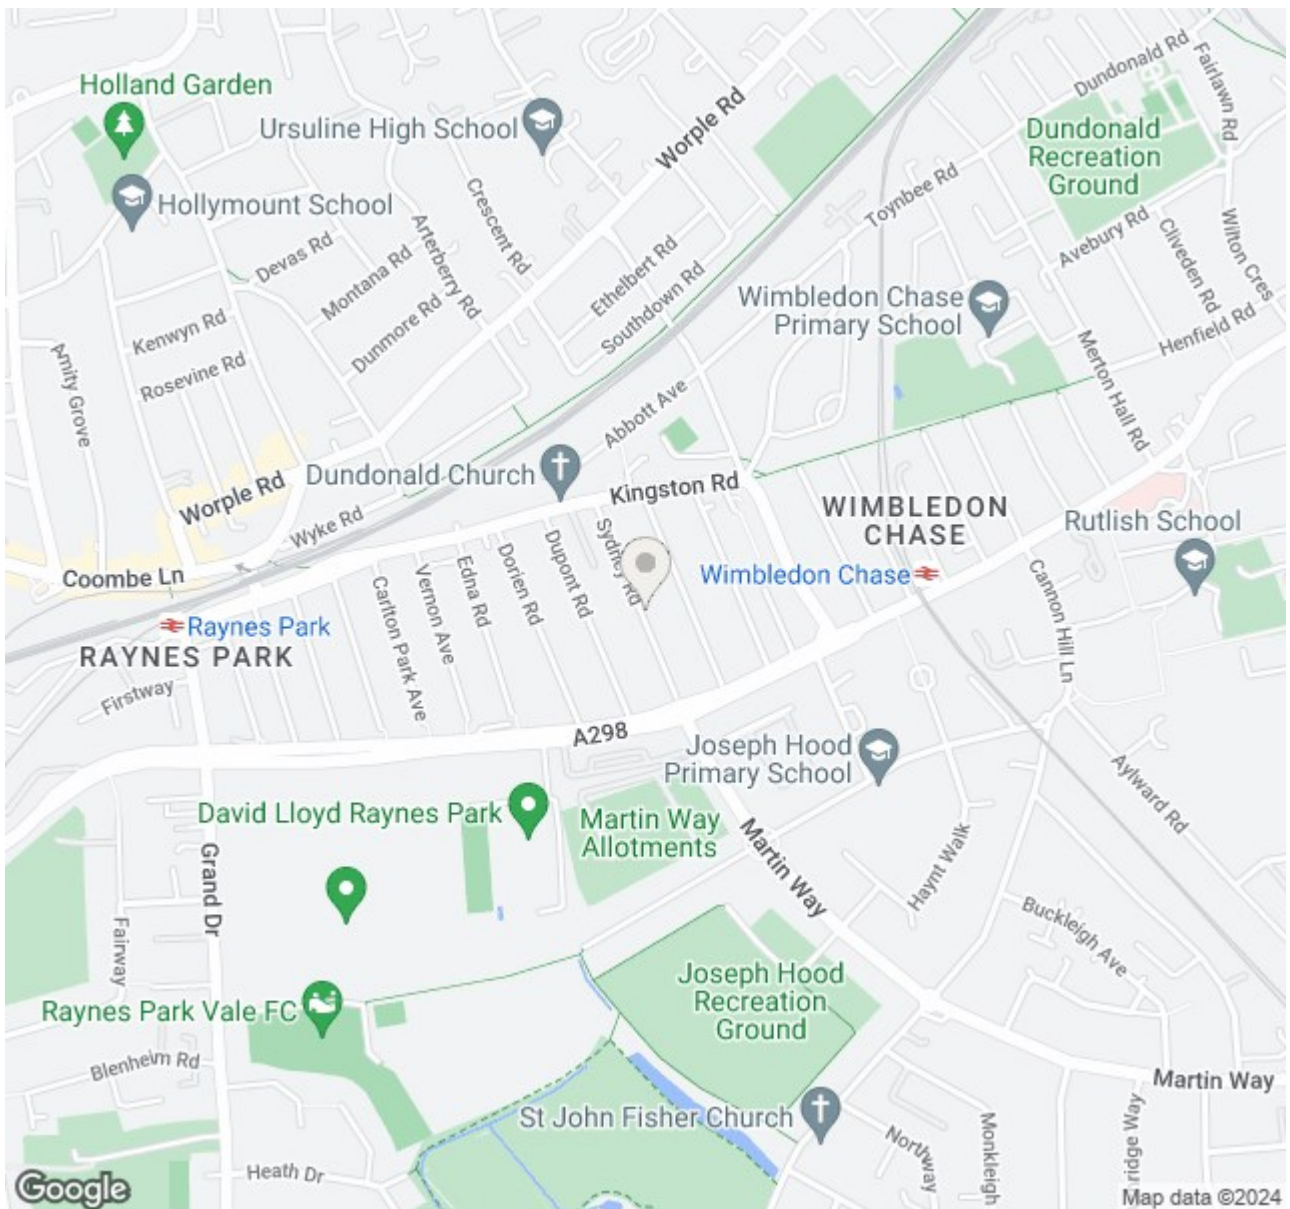 Holland Garden
Ursuline High School
Hollymount School
Worple Rd
Dundonald Rd
Fairlawn Rd
Dundonald
Recreation
Ground
Toynbee Rd
Avebury Rd
Cliveden Rd
Wilton Cres
Crescent Rd
Arterberry Rd
Devas Rd
Montana Rd
Dunmore Rd
Ethelbert Rd
Southdown Rd
Wimbledon Chase
Primary School
Henfield Rd
Merton Hall Rd
Kenwyn Rd
Rosevine Rd
Amity Grove
Abbott Ave
Dundonald Church
Kingston Rd
Worple Rd
Wyke Rd
WIMBLEDON
CHASE
Rutlish School
Coombe Ln
Sydney Rd
Dupont Rd
Dorien Rd
Edna Rd
Vernon Ave
Carlton Park Ave
Wimbledon Chase
Cannon Hill Ln
Raynes Park
RAYNES PARK
Firstway
A298
Joseph Hood
Primary School
Aylward Rd
David Lloyd Raynes Park
Martin Way
Allotments
Martin Way
Haynt Walk
Grand Dr
Fairway
Buckleigh Ave
Joseph Hood
Recreation
Ground
Raynes Park Vale FC
Blenheim Rd
Martin Way
St John Fisher Church
Northway
Monkleigh
bridge Way
Heath Dr
Google
Map data ©2024